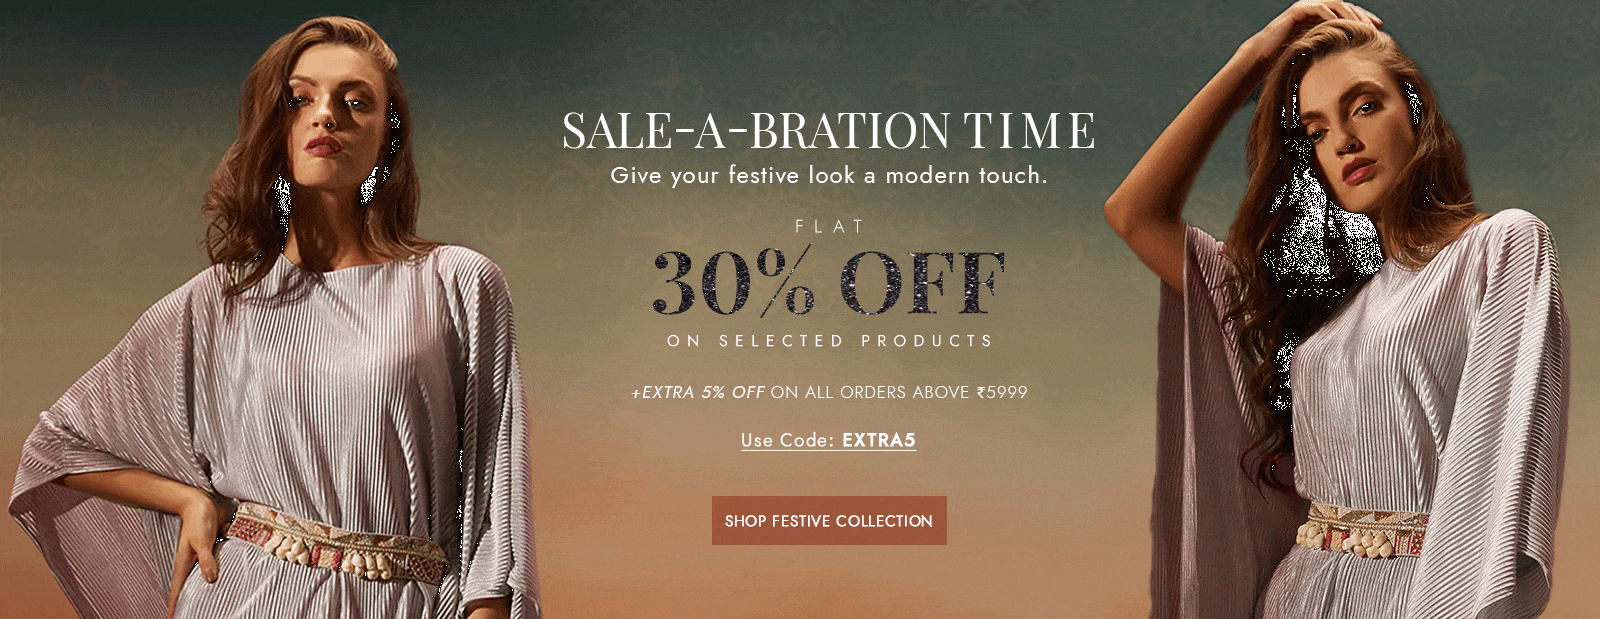 SALE-A-BRATION TIME
Give your festive look a modern touch.
FLAT
30% OFF
ON SELECTED PRODUCTS
+EXTRA 5% OFF ON ALL ORDERS ABOVE ₹5999
Use Code: EXTRA5
SHOP FESTIVE COLLECTION